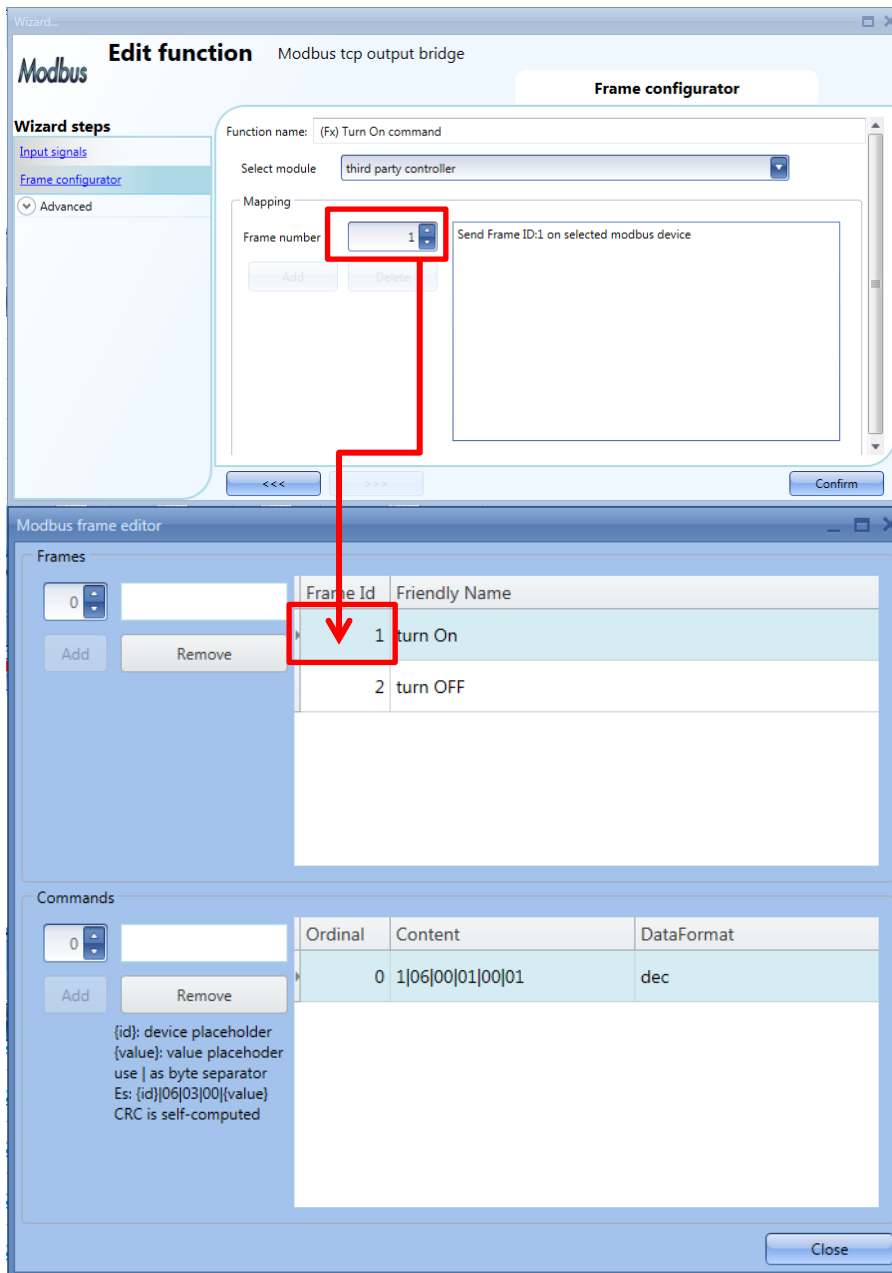 Wizard...
Modbus
Edit function Modbus tcp output bridge
Frame configurator
Wizard steps
Input signals
Frame configurator
Advanced
Function name: (Fx) Turn On command
Select module third party controller
Mapping
Frame number 1
Send Frame ID:1 on selected modbus device
Add Delete
<<< >>> Confirm
Modbus frame editor
Frames
0
Add Remove
Frame Id Friendly Name
1 turn On
2 turn OFF
Commands
0
Add Remove
{id}: device placeholder
{value}: value placehoder
use | as byte separator
Es: {id}|06|03|00|{value}
CRC is self-computed
Ordinal Content DataFormat
0 1|06|00|01|00|01 dec
Close